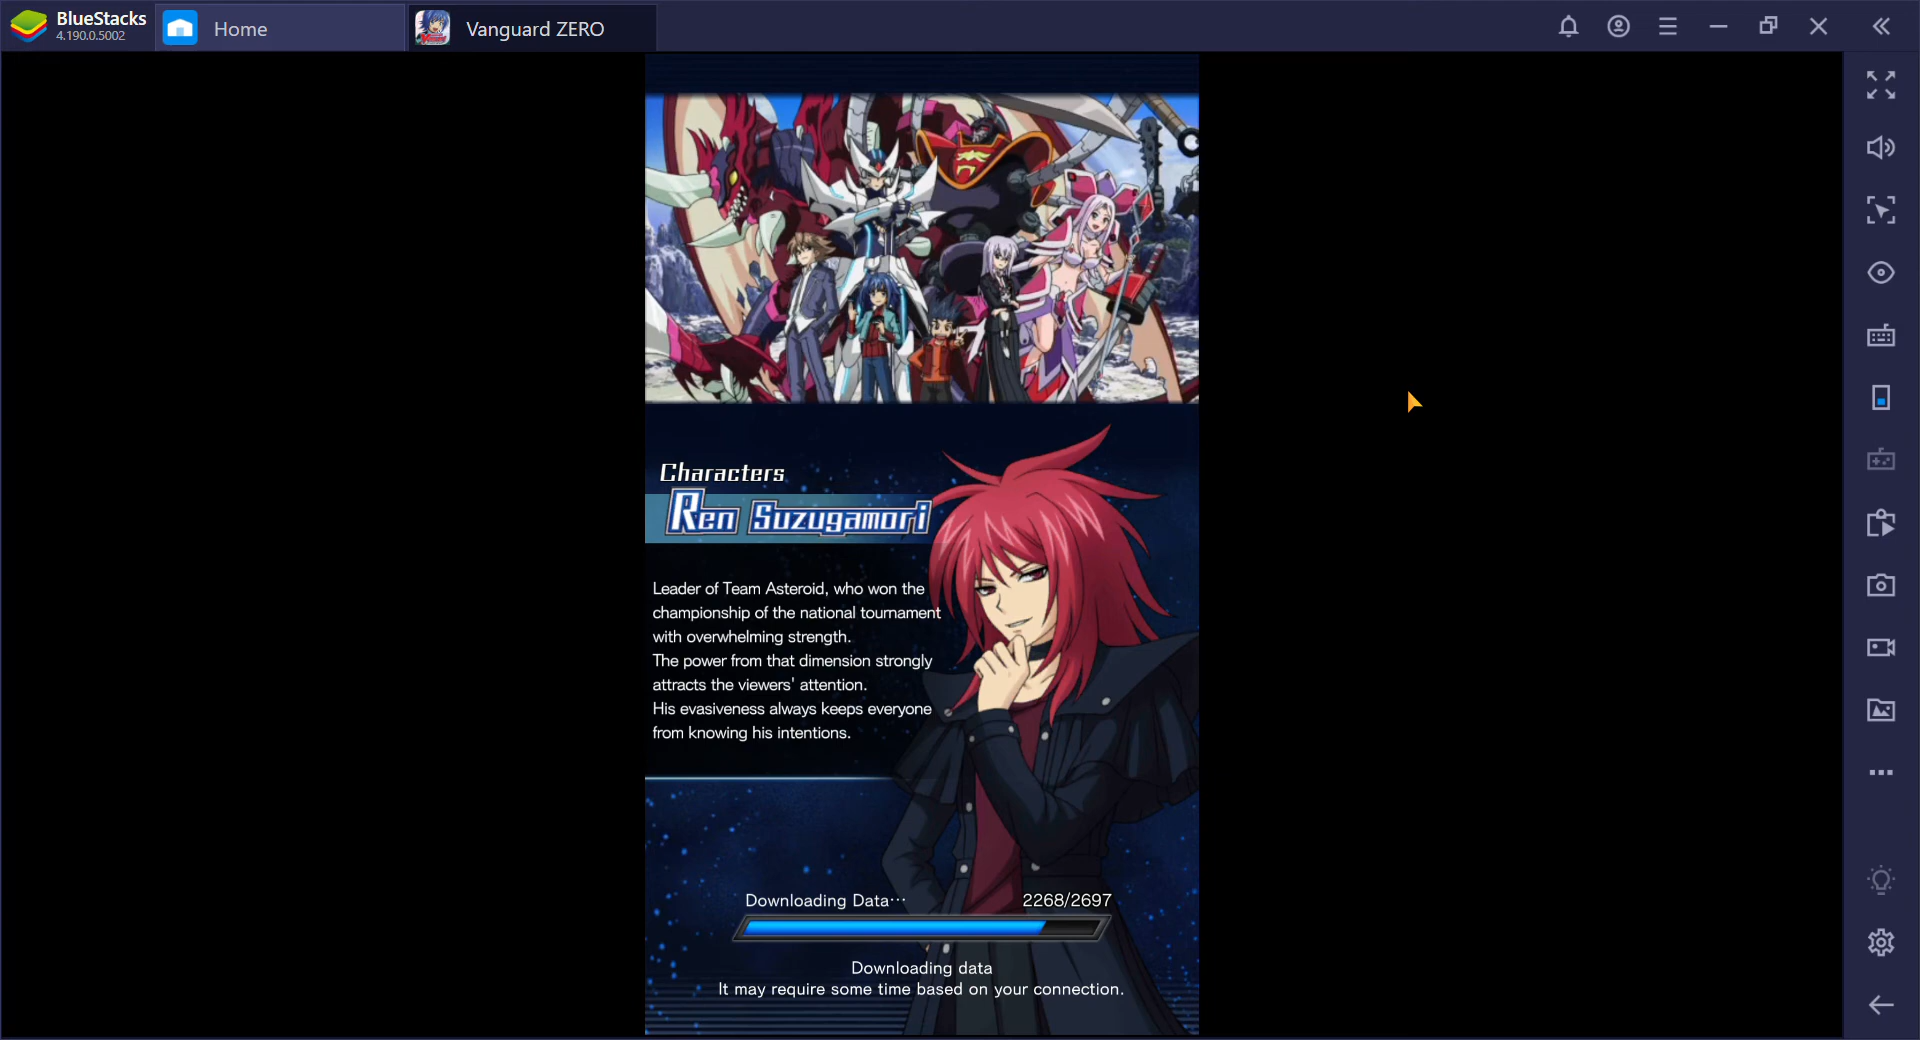 BlueStacks
4.190.0.5002
Home
Vanguard ZERO
Characters
Ren Suzugamori
Leader of Team Asteroid, who won the
championship of the national tournament
with overwhelming strength.
The power from that dimension strongly
attracts the viewers' attention.
His evasiveness always keeps everyone
from knowing his intentions.
Downloading Data… 2268/2697
Downloading data
It may require some time based on your connection.